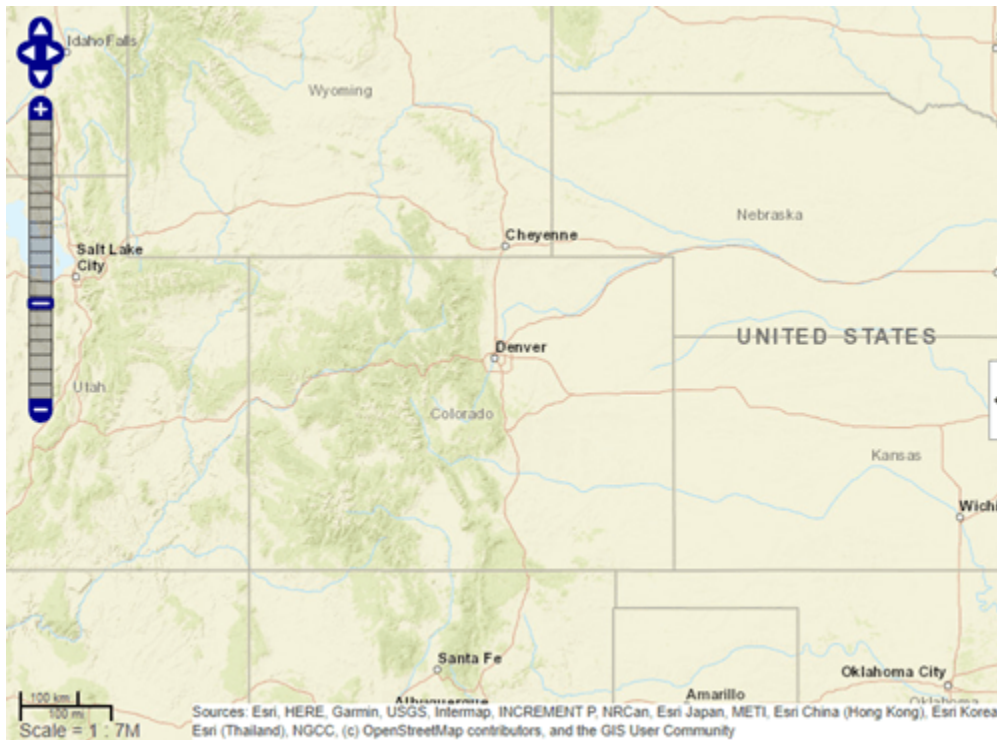 Idaho Falls
Wyoming
Nebraska
Cheyenne
Salt Lake
City
UNITED STATES
Denver
Utah
Colorado
Kansas
Wichi
Santa Fe
Oklahoma City
Albuquerque
Amarillo
Oklahoma
100 km
100 mi
Scale = 1 : 7M
Sources: Esri, HERE, Garmin, USGS, Intermap, INCREMENT P, NRCan, Esri Japan, METI, Esri China (Hong Kong), Esri Korea
Esri (Thailand), NGCC, (c) OpenStreetMap contributors, and the GIS User Community